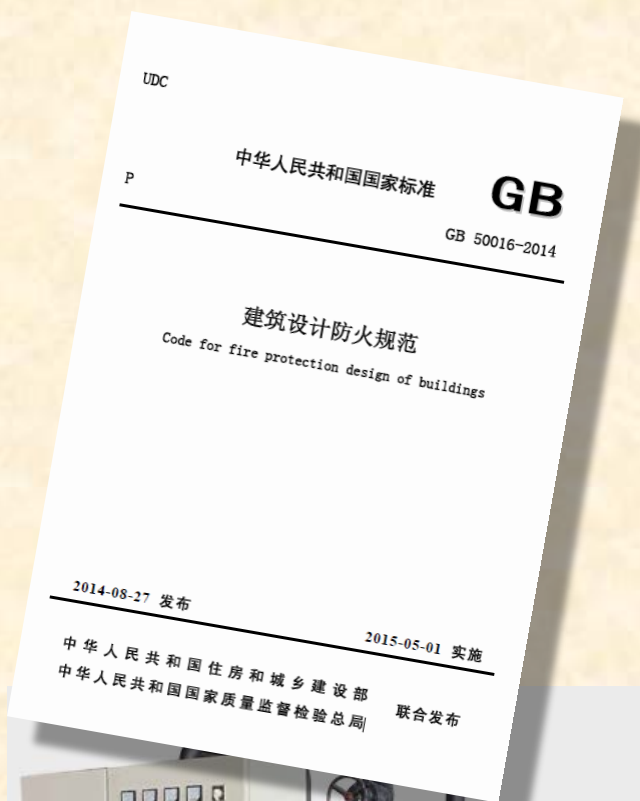 UDC
中华人民共和国国家标准
GB
P
GB 50016-2014
建筑设计防火规范
Code for fire protection design of buildings
2014-08-27 发布
2015-05-01 实施
中华人民共和国住房和城乡建设部
联合发布
中华人民共和国国家质量监督检验总局